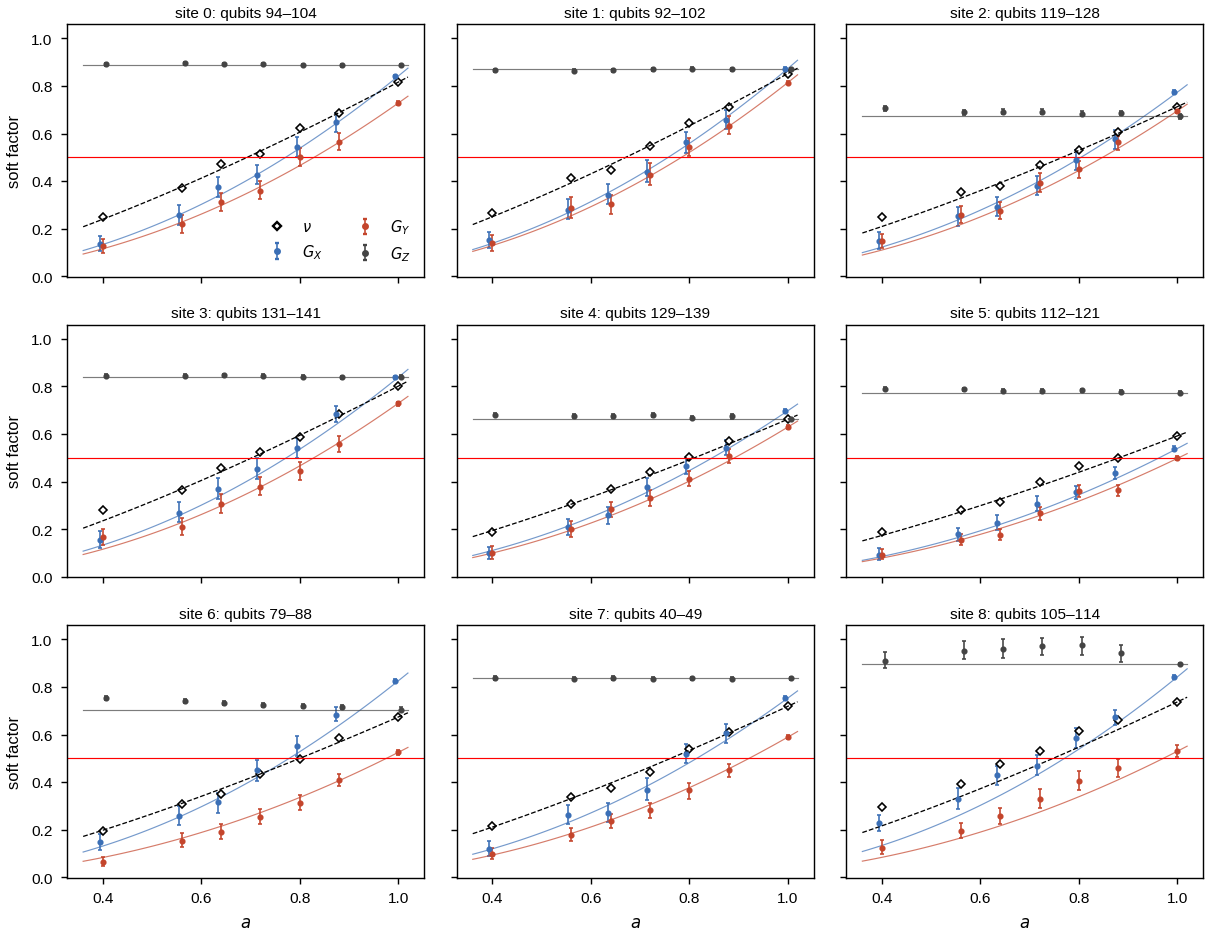 site 0: qubits 94–104
site 1: qubits 92–102
site 2: qubits 119–128
soft factor
1.0
0.8
0.6
0.4
0.2
0.0
ν
G_X
G_Y
G_Z
site 3: qubits 131–141
site 4: qubits 129–139
site 5: qubits 112–121
soft factor
1.0
0.8
0.6
0.4
0.2
0.0
site 6: qubits 79–88
site 7: qubits 40–49
site 8: qubits 105–114
soft factor
1.0
0.8
0.6
0.4
0.2
0.0
0.4 0.6 0.8 1.0
0.4 0.6 0.8 1.0
0.4 0.6 0.8 1.0
a
a
a